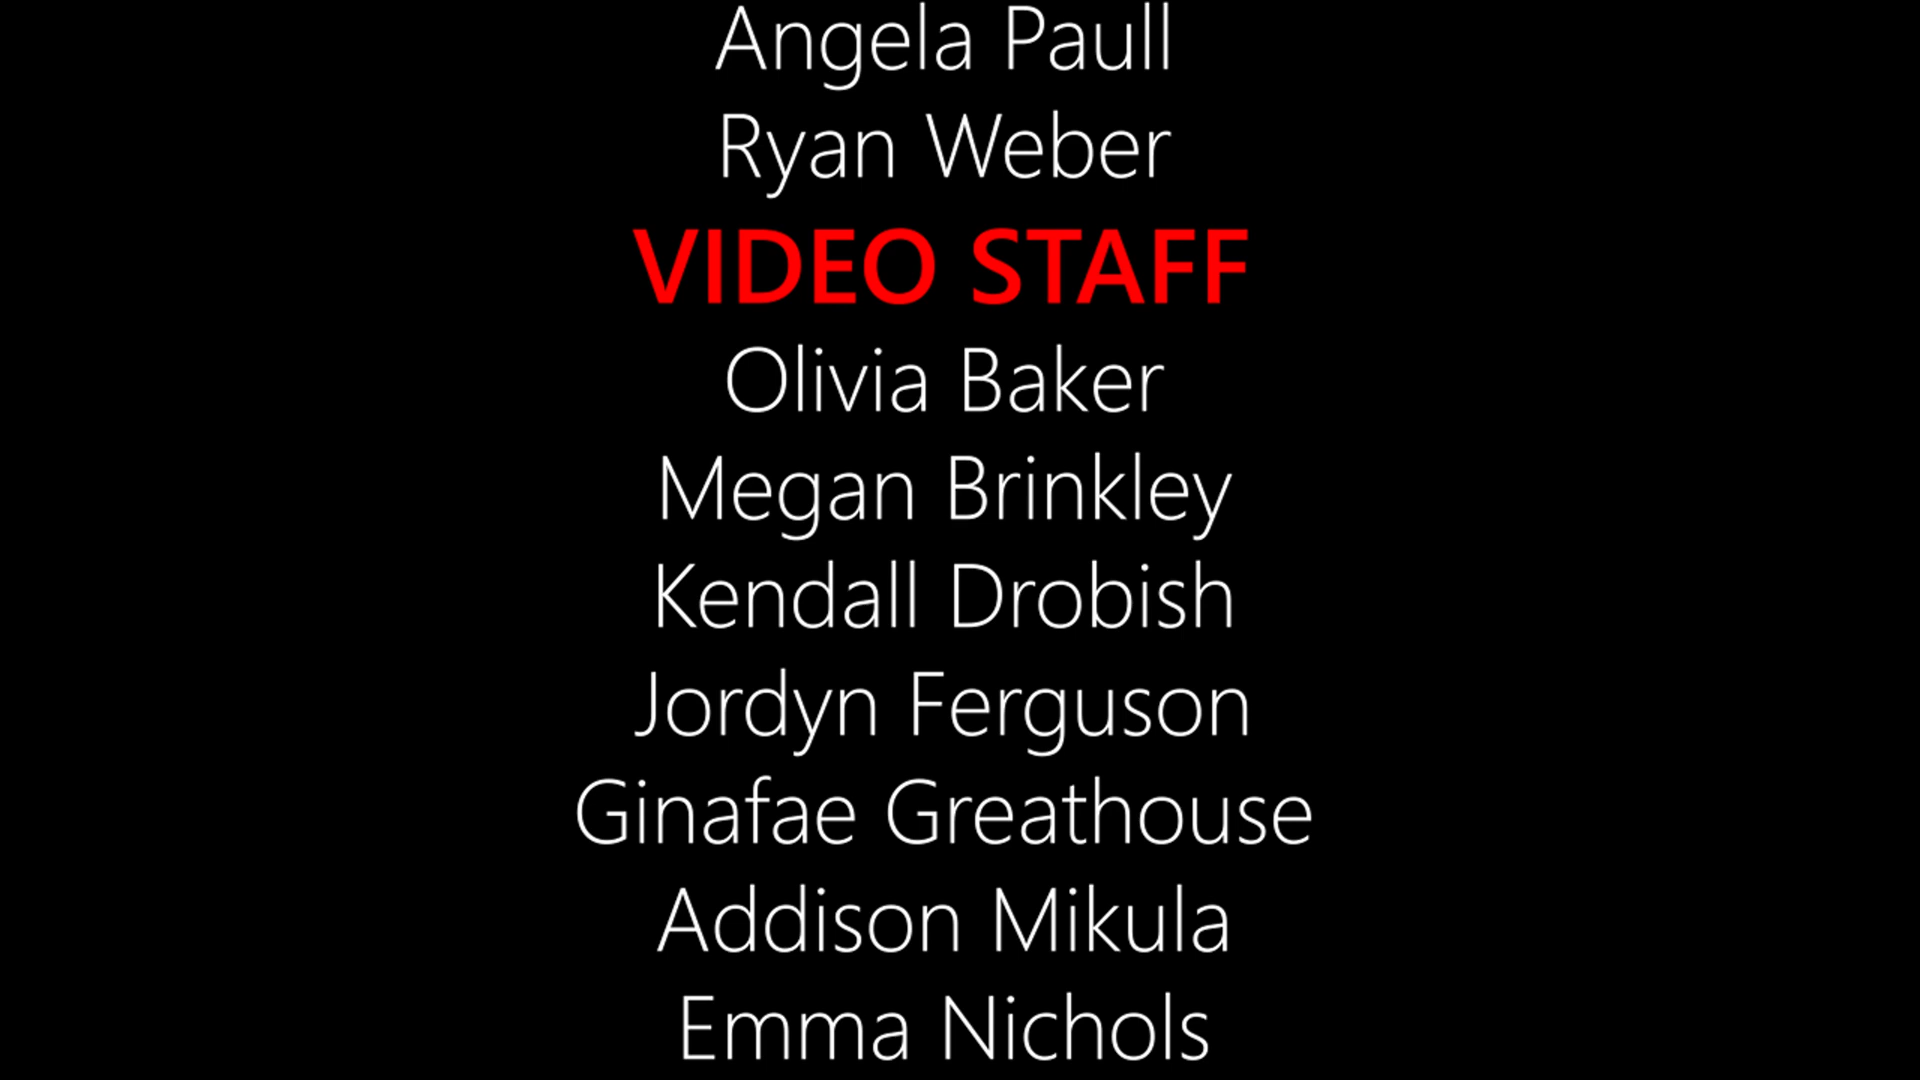 Angela Paull
Ryan Weber
VIDEO STAFF
Olivia Baker
Megan Brinkley
Kendall Drobish
Jordyn Ferguson
Ginafae Greathouse
Addison Mikula
Emma Nichols